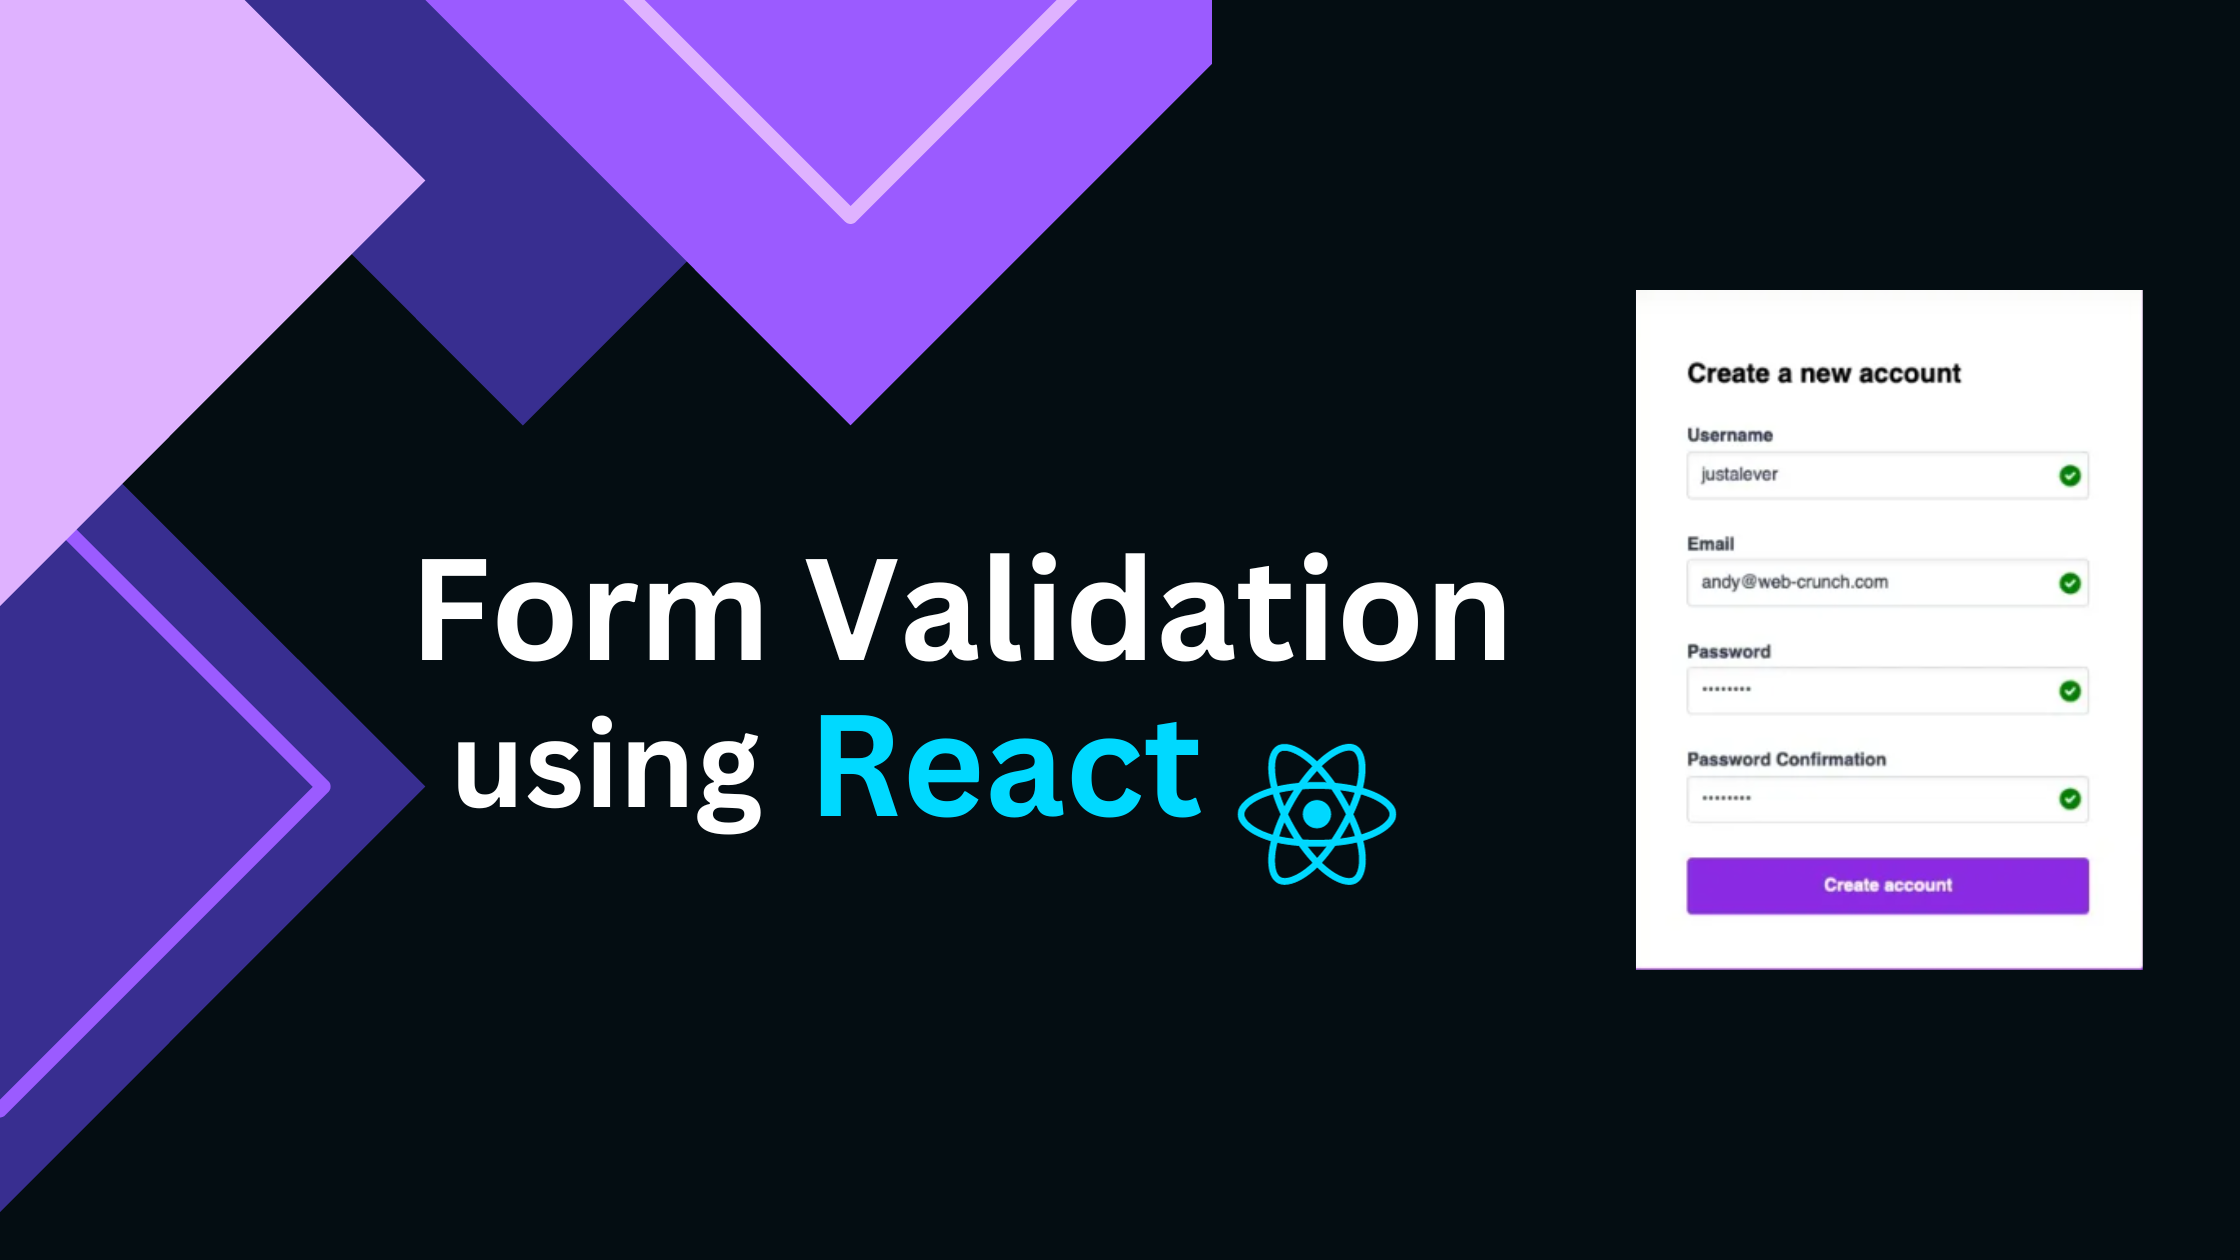 Form Validation
using React
Create a new account
Username
justalever
Email
andy@web-crunch.com
Password
••••••••
Password Confirmation
••••••••
Create account